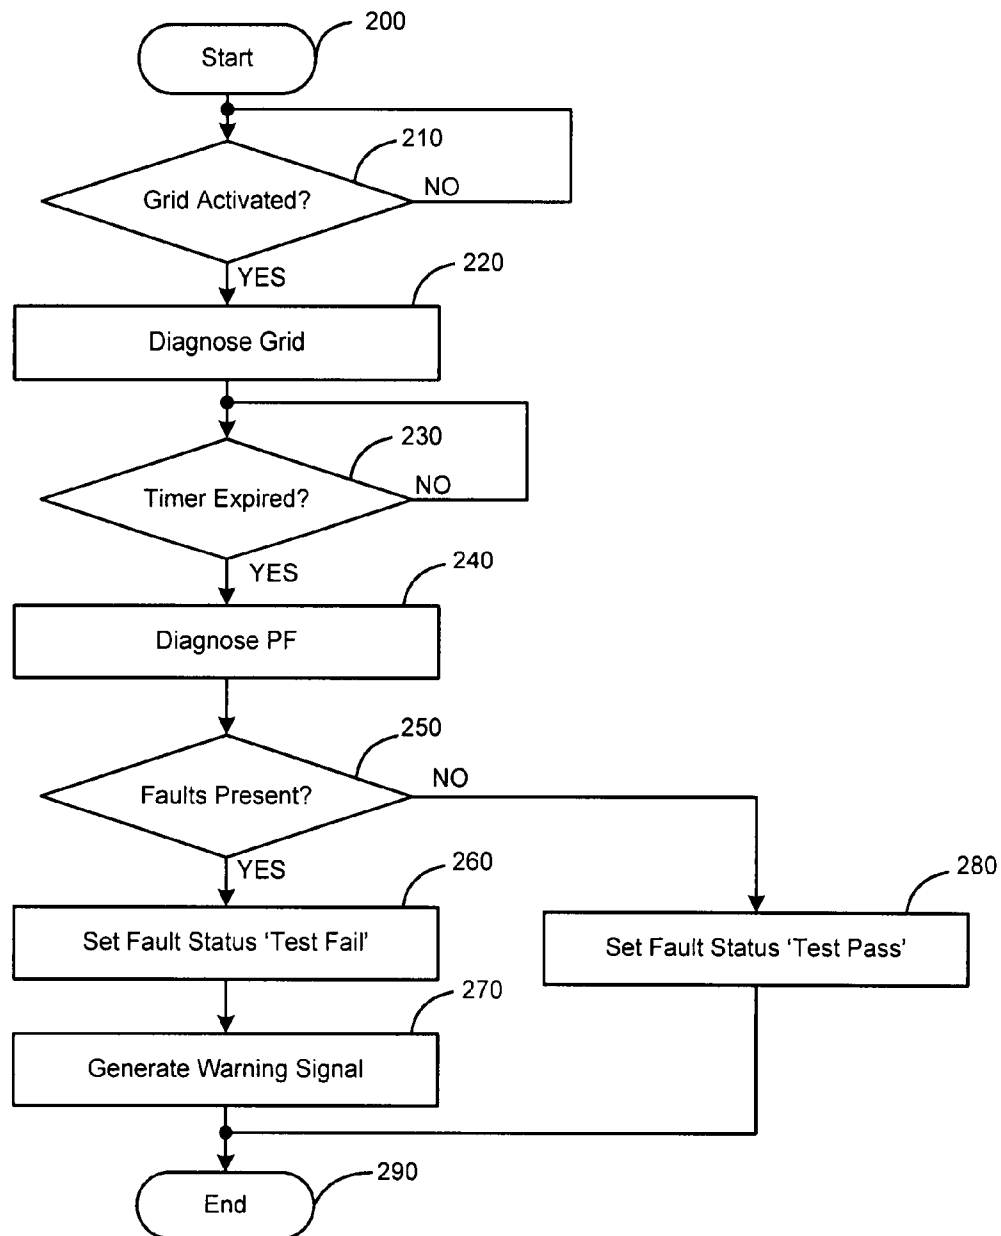 200
Start
210
Grid Activated?
NO
YES
220
Diagnose Grid
230
Timer Expired?
NO
YES
240
Diagnose PF
250
Faults Present?
NO
YES
260
Set Fault Status ‘Test Fail’
280
Set Fault Status ‘Test Pass’
270
Generate Warning Signal
290
End